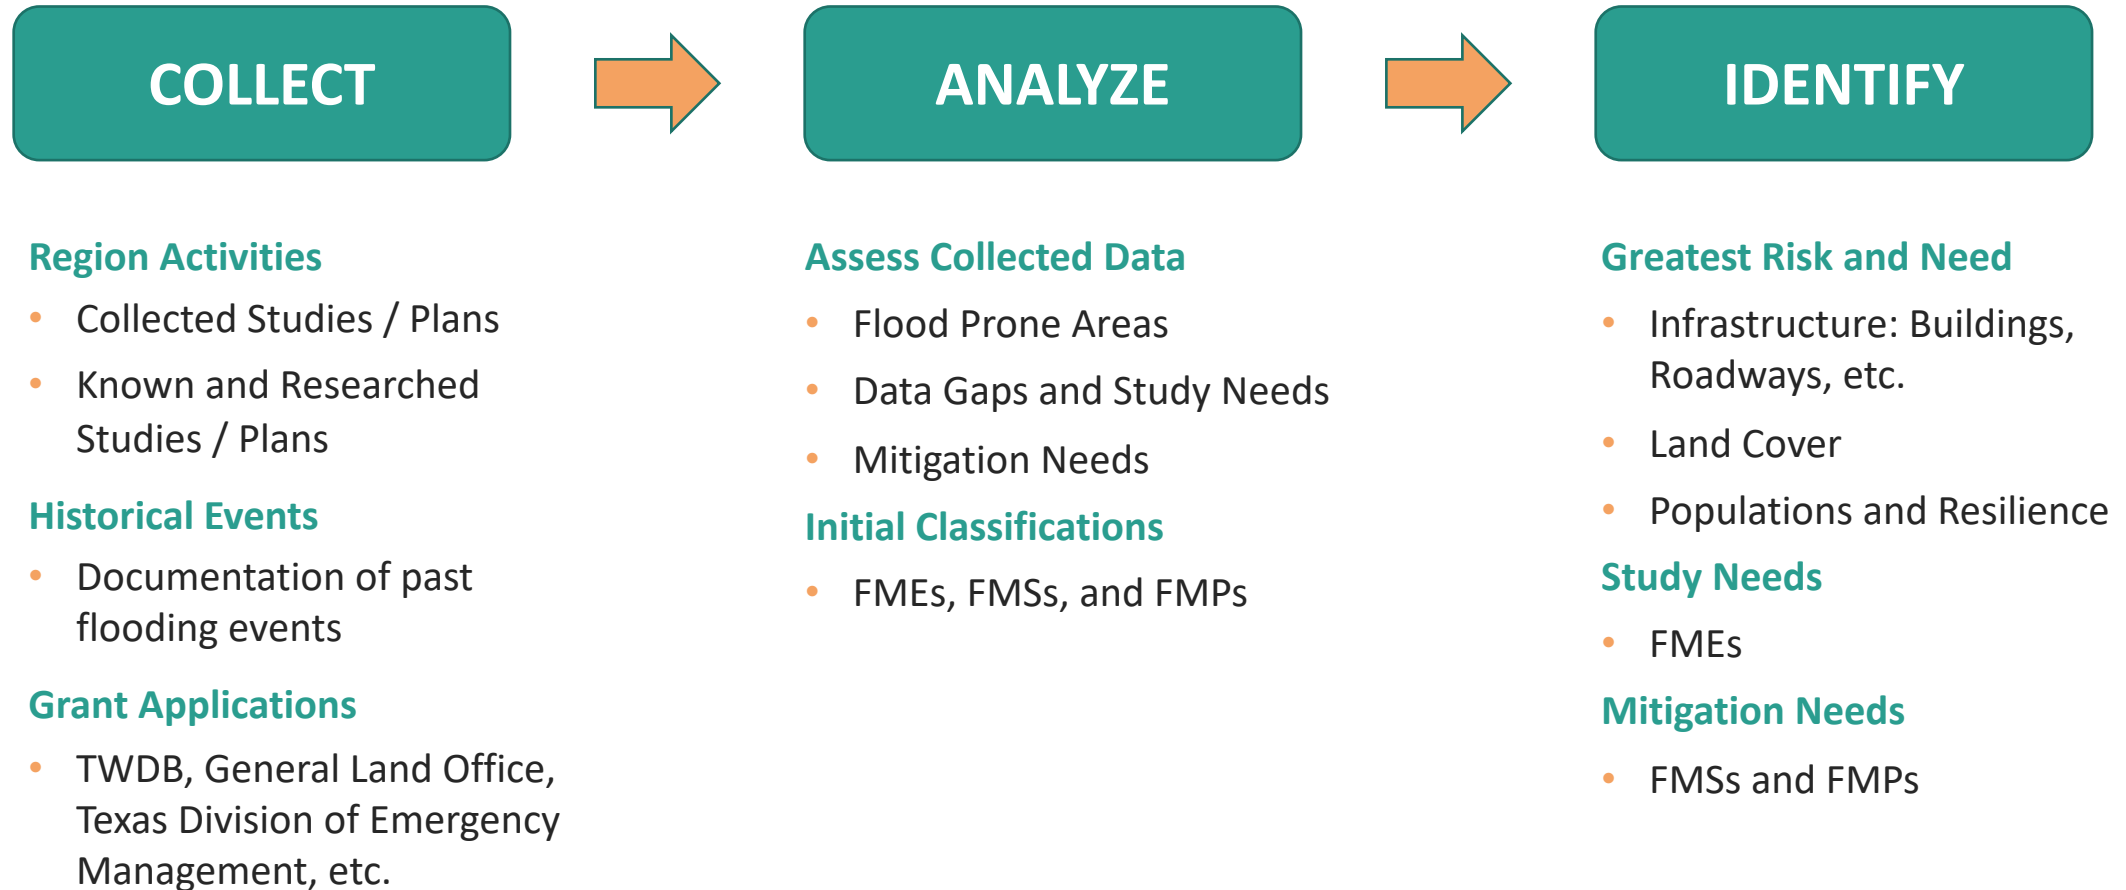 COLLECT
Region Activities
• Collected Studies / Plans
• Known and Researched
Studies / Plans
Historical Events
• Documentation of past
flooding events
Grant Applications
• TWDB, General Land Office,
Texas Division of Emergency
Management, etc.
ANALYZE
Assess Collected Data
• Flood Prone Areas
• Data Gaps and Study Needs
• Mitigation Needs
Initial Classifications
• FMEs, FMSs, and FMPs
IDENTIFY
Greatest Risk and Need
• Infrastructure: Buildings,
Roadways, etc.
• Land Cover
• Populations and Resilience
Study Needs
• FMEs
Mitigation Needs
• FMSs and FMPs